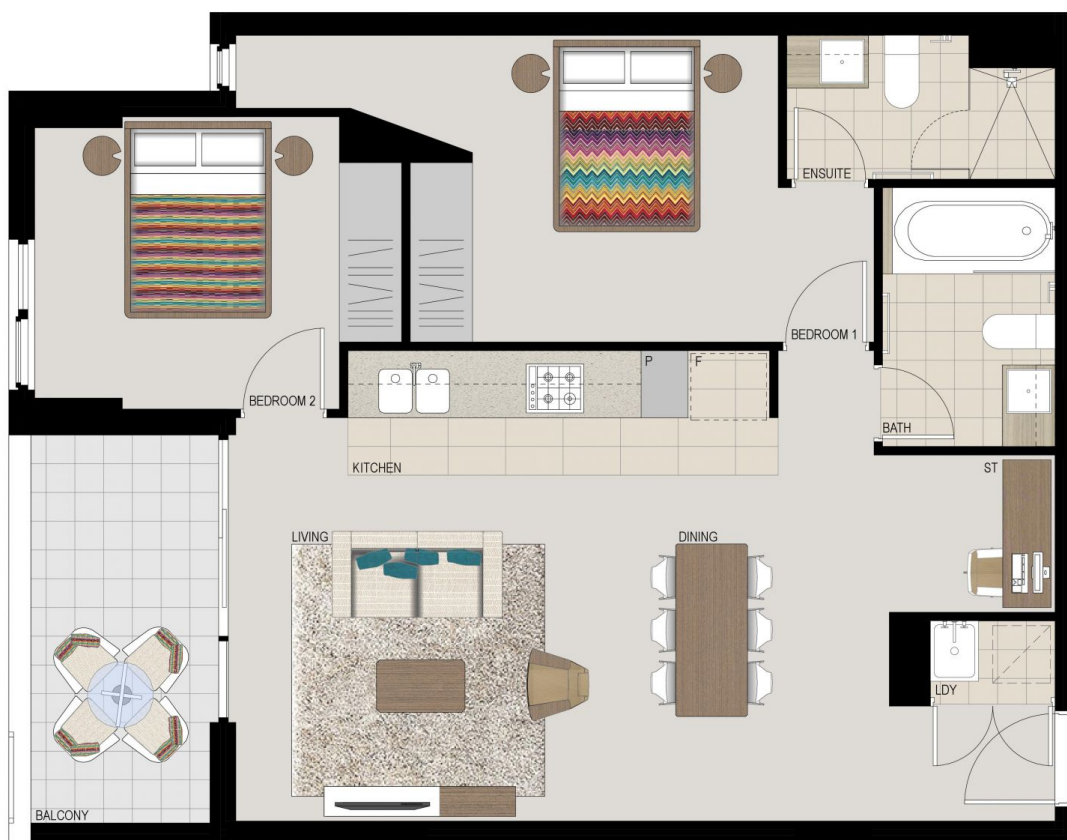 ENSUITE
BEDROOM 1
BEDROOM 2
P
F
BATH
KITCHEN
ST
LIVING
DINING
LDY
BALCONY